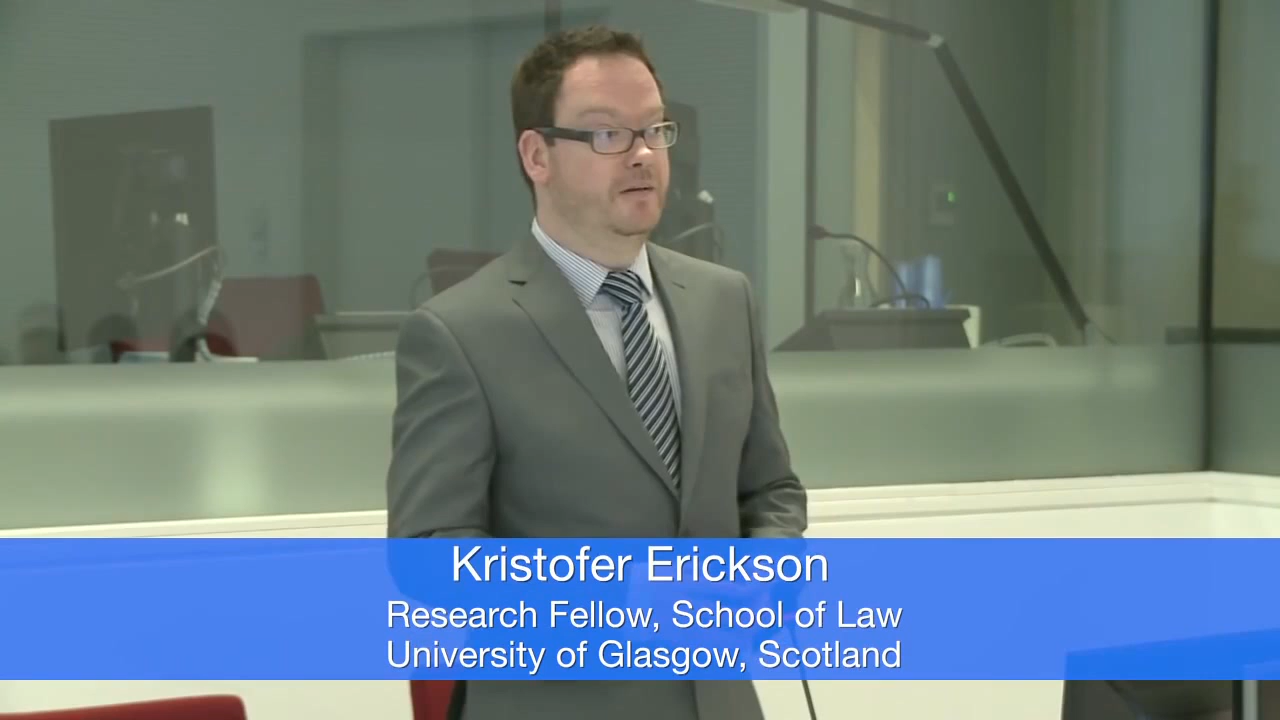 Kristofer Erickson
Research Fellow, School of Law
University of Glasgow, Scotland